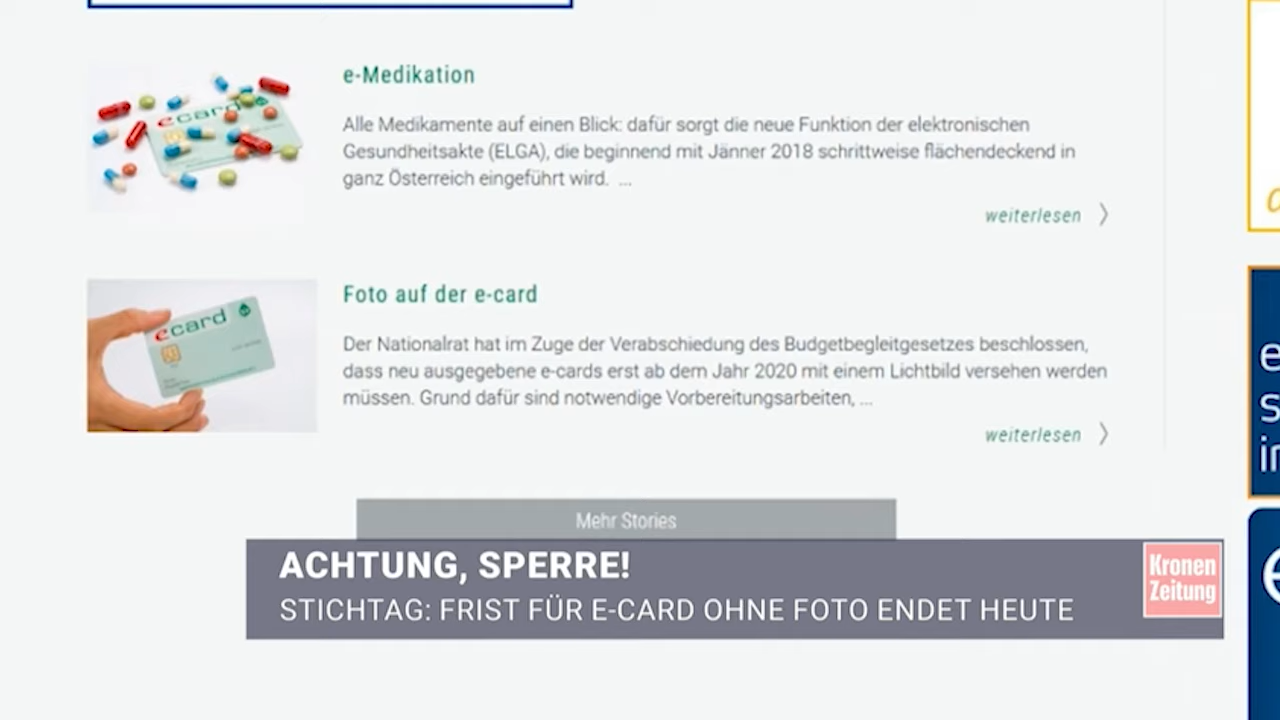 e-Medikation
ecard
Alle Medikamente auf einen Blick: dafür sorgt die neue Funktion der elektronischen
Gesundheitsakte (ELGA), die beginnend mit Jänner 2018 schrittweise flächendeckend in
ganz Österreich eingeführt wird. ...
weiterlesen
Foto auf der e-card
ecard
Der Nationalrat hat im Zuge der Verabschiedung des Budgetbegleitgesetzes beschlossen,
dass neu ausgegebene e-cards erst ab dem Jahr 2020 mit einem Lichtbild versehen werden
müssen. Grund dafür sind notwendige Vorbereitungsarbeiten, ...
weiterlesen
Mehr Stories
ACHTUNG, SPERRE!
STICHTAG: FRIST FÜR E-CARD OHNE FOTO ENDET HEUTE
Kronen
Zeitung